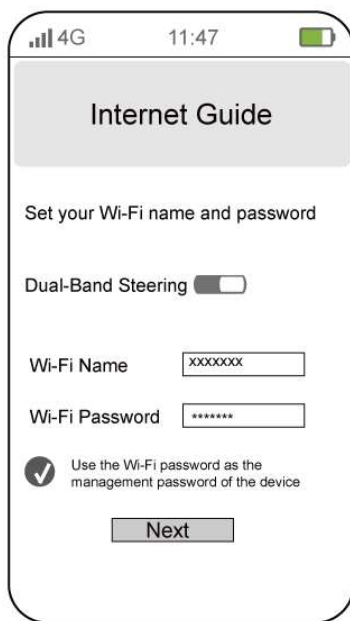 4G 11:47
Internet Guide
Set your Wi-Fi name and password
Dual-Band Steering
Wi-Fi Name xxxxxxx
Wi-Fi Password *******
Use the Wi-Fi password as the
management password of the device
Next